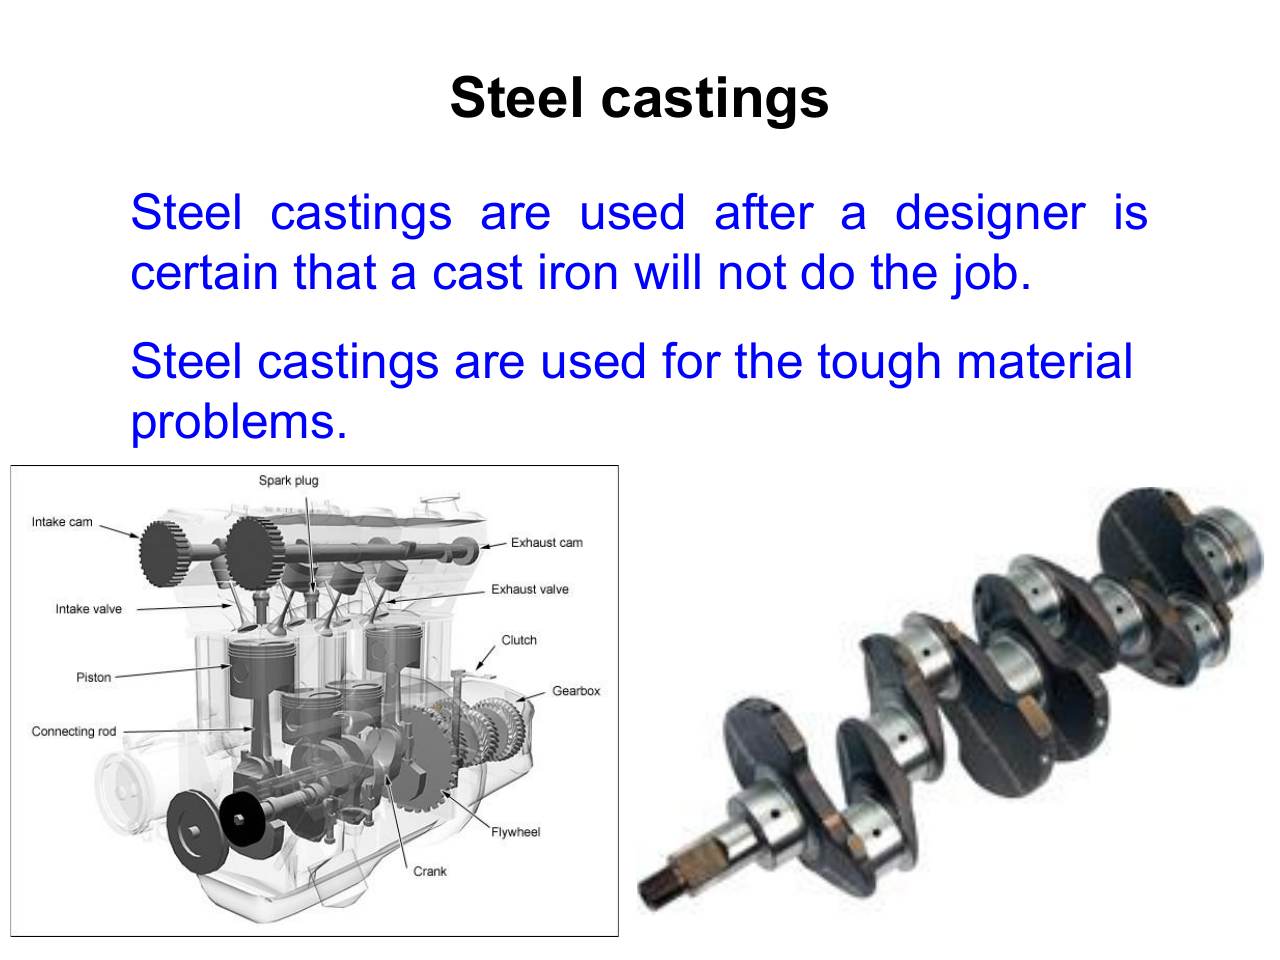 Steel castings
Steel castings are used after a designer is
certain that a cast iron will not do the job.
Steel castings are used for the tough material
problems.
Spark plug
Intake cam
Exhaust cam
Exhaust valve
Intake valve
Clutch
Piston
Gearbox
Connecting rod
Flywheel
Crank